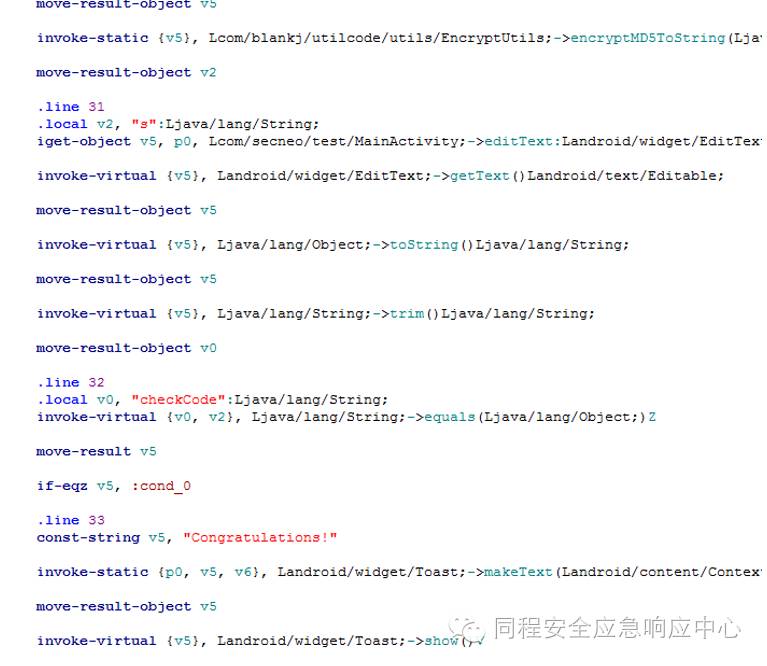 move-result-object v5
invoke-static {v5}, Lcom/blankj/utilcode/utils/EncryptUtils;->encryptMD5ToString(Ljav
move-result-object v2
.line 31
.local v2, "s":Ljava/lang/String;
iget-object v5, p0, Lcom/secneo/test/MainActivity;->editText:Landroid/widget/EditText
invoke-virtual {v5}, Landroid/widget/EditText;->getText()Landroid/text/Editable;
move-result-object v5
invoke-virtual {v5}, Ljava/lang/Object;->toString()Ljava/lang/String;
move-result-object v5
invoke-virtual {v5}, Ljava/lang/String;->trim()Ljava/lang/String;
move-result-object v0
.line 32
.local v0, "checkCode":Ljava/lang/String;
invoke-virtual {v0, v2}, Ljava/lang/String;->equals(Ljava/lang/Object;)Z
move-result v5
if-eqz v5, :cond_0
.line 33
const-string v5, "Congratulations!"
invoke-static {p0, v5, v6}, Landroid/widget/Toast;->makeText(Landroid/content/Contex
move-result-object v5
invoke-virtual {v5}, Landroid/widget/Toast;->show()V
同程安全应急响应中心